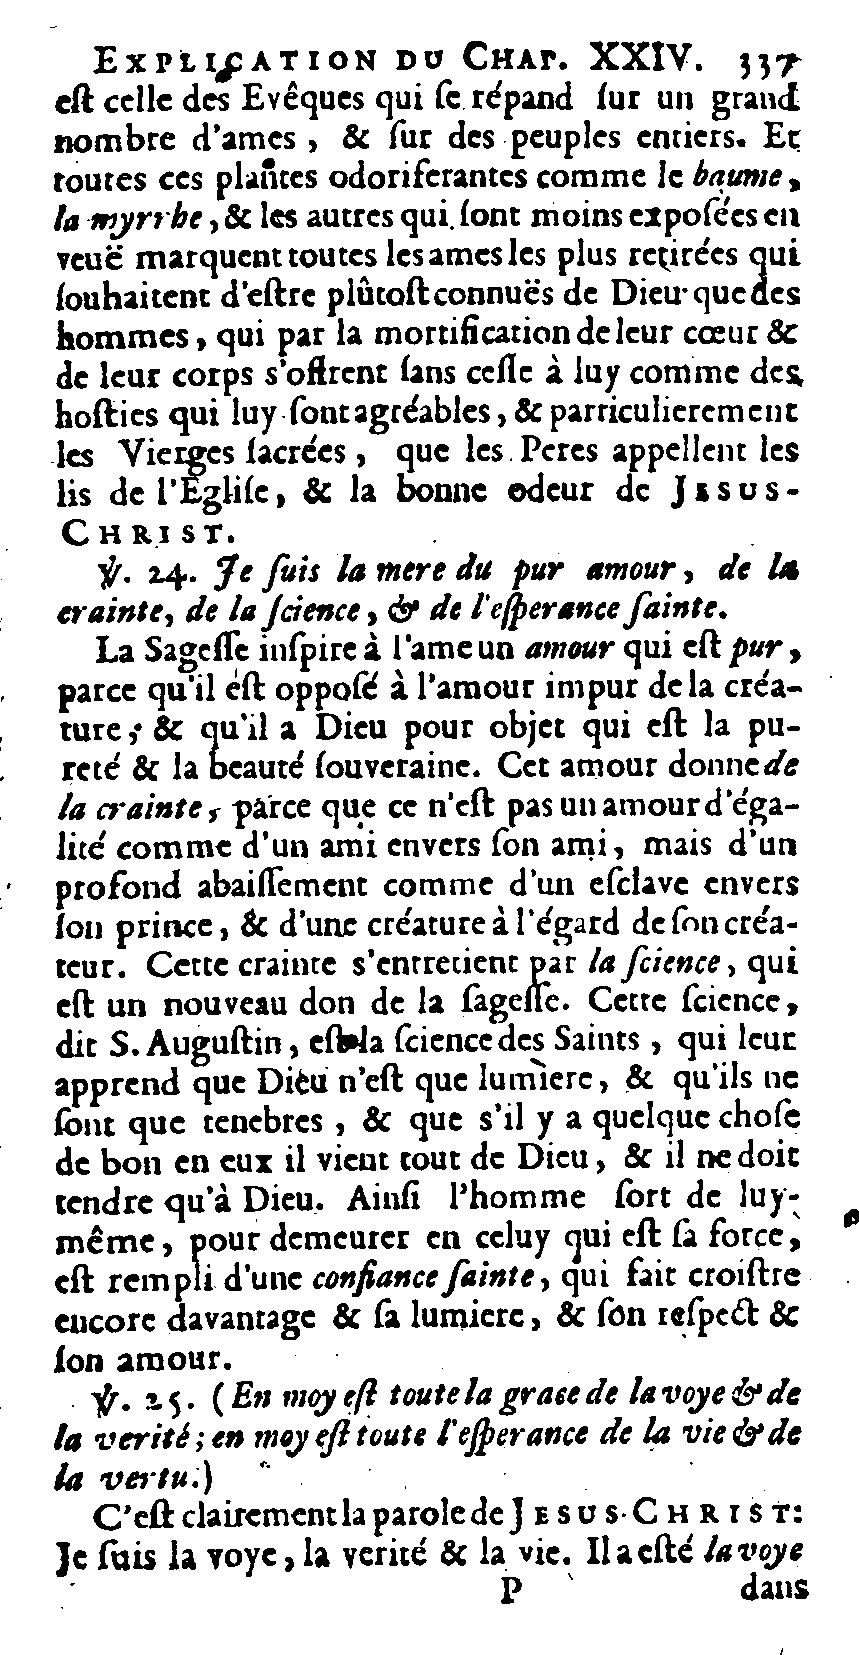 EXPLICATION DU CHAP. XXIV. 337
eſt celle des Evêques qui ſe répand ſur un grand
nombre d'ames, & ſur des peuples entiers. Et
toutes ces plantes odoriferantes comme le baume,
la myrrhe, & les autres qui ſont moins expoſées en
veuë marquent toutes les ames les plus retirées qui
ſouhaitent d'eſtre plûtoſt connuës de Dieu que des
hommes, qui par la mortification de leur cœur &
de leur corps s'offrent ſans ceſſe à luy comme des
hoſties qui luy ſont agréables, & particulierement
les Vierges ſacrées, que les Peres appellent les
lis de l'Egliſe, & la bonne odeur de JESUS-
CHRIST.
℣. 24. Je ſuis la mere du pur amour, de la
crainte, de la ſcience, & de l'eſperance ſainte.
La Sageſſe inſpire à l'ame un amour qui eſt pur,
parce qu'il eſt oppoſé à l'amour impur de la créa-
ture, & qu'il a Dieu pour objet qui eſt la pu-
reté & la beauté ſouveraine. Cet amour donne de
la crainte, parce que ce n'eſt pas un amour d'éga-
lité comme d'un ami envers ſon ami, mais d'un
profond abaiſſement comme d'un eſclave envers
ſon prince, & d'une créature à l'égard de ſon créa-
teur. Cette crainte s'entretient par la ſcience, qui
eſt un nouveau don de la ſageſſe. Cette ſcience,
dit S. Auguſtin, eſt la ſcience des Saints, qui leur
apprend que Dieu n'eſt que lumiere, & qu'ils ne
ſont que tenebres, & que s'il y a quelque choſe
de bon en eux il vient tout de Dieu, & il ne doit
tendre qu'à Dieu. Ainſi l'homme ſort de luy-
même, pour demeurer en celuy qui eſt ſa force,
eſt rempli d'une confiance ſainte, qui fait croiſtre
encore davantage & ſa lumiere, & ſon reſpect &
ſon amour.
℣. 25. (En moy eſt toute la grace de la voye & de
la verité; en moy eſt toute l'eſperance de la vie & de
la vertu.)
C'eſt clairement la parole de JESUS-CHRIST:
Je ſuis la voye, la verité & la vie. Il a eſté la voye
P dans